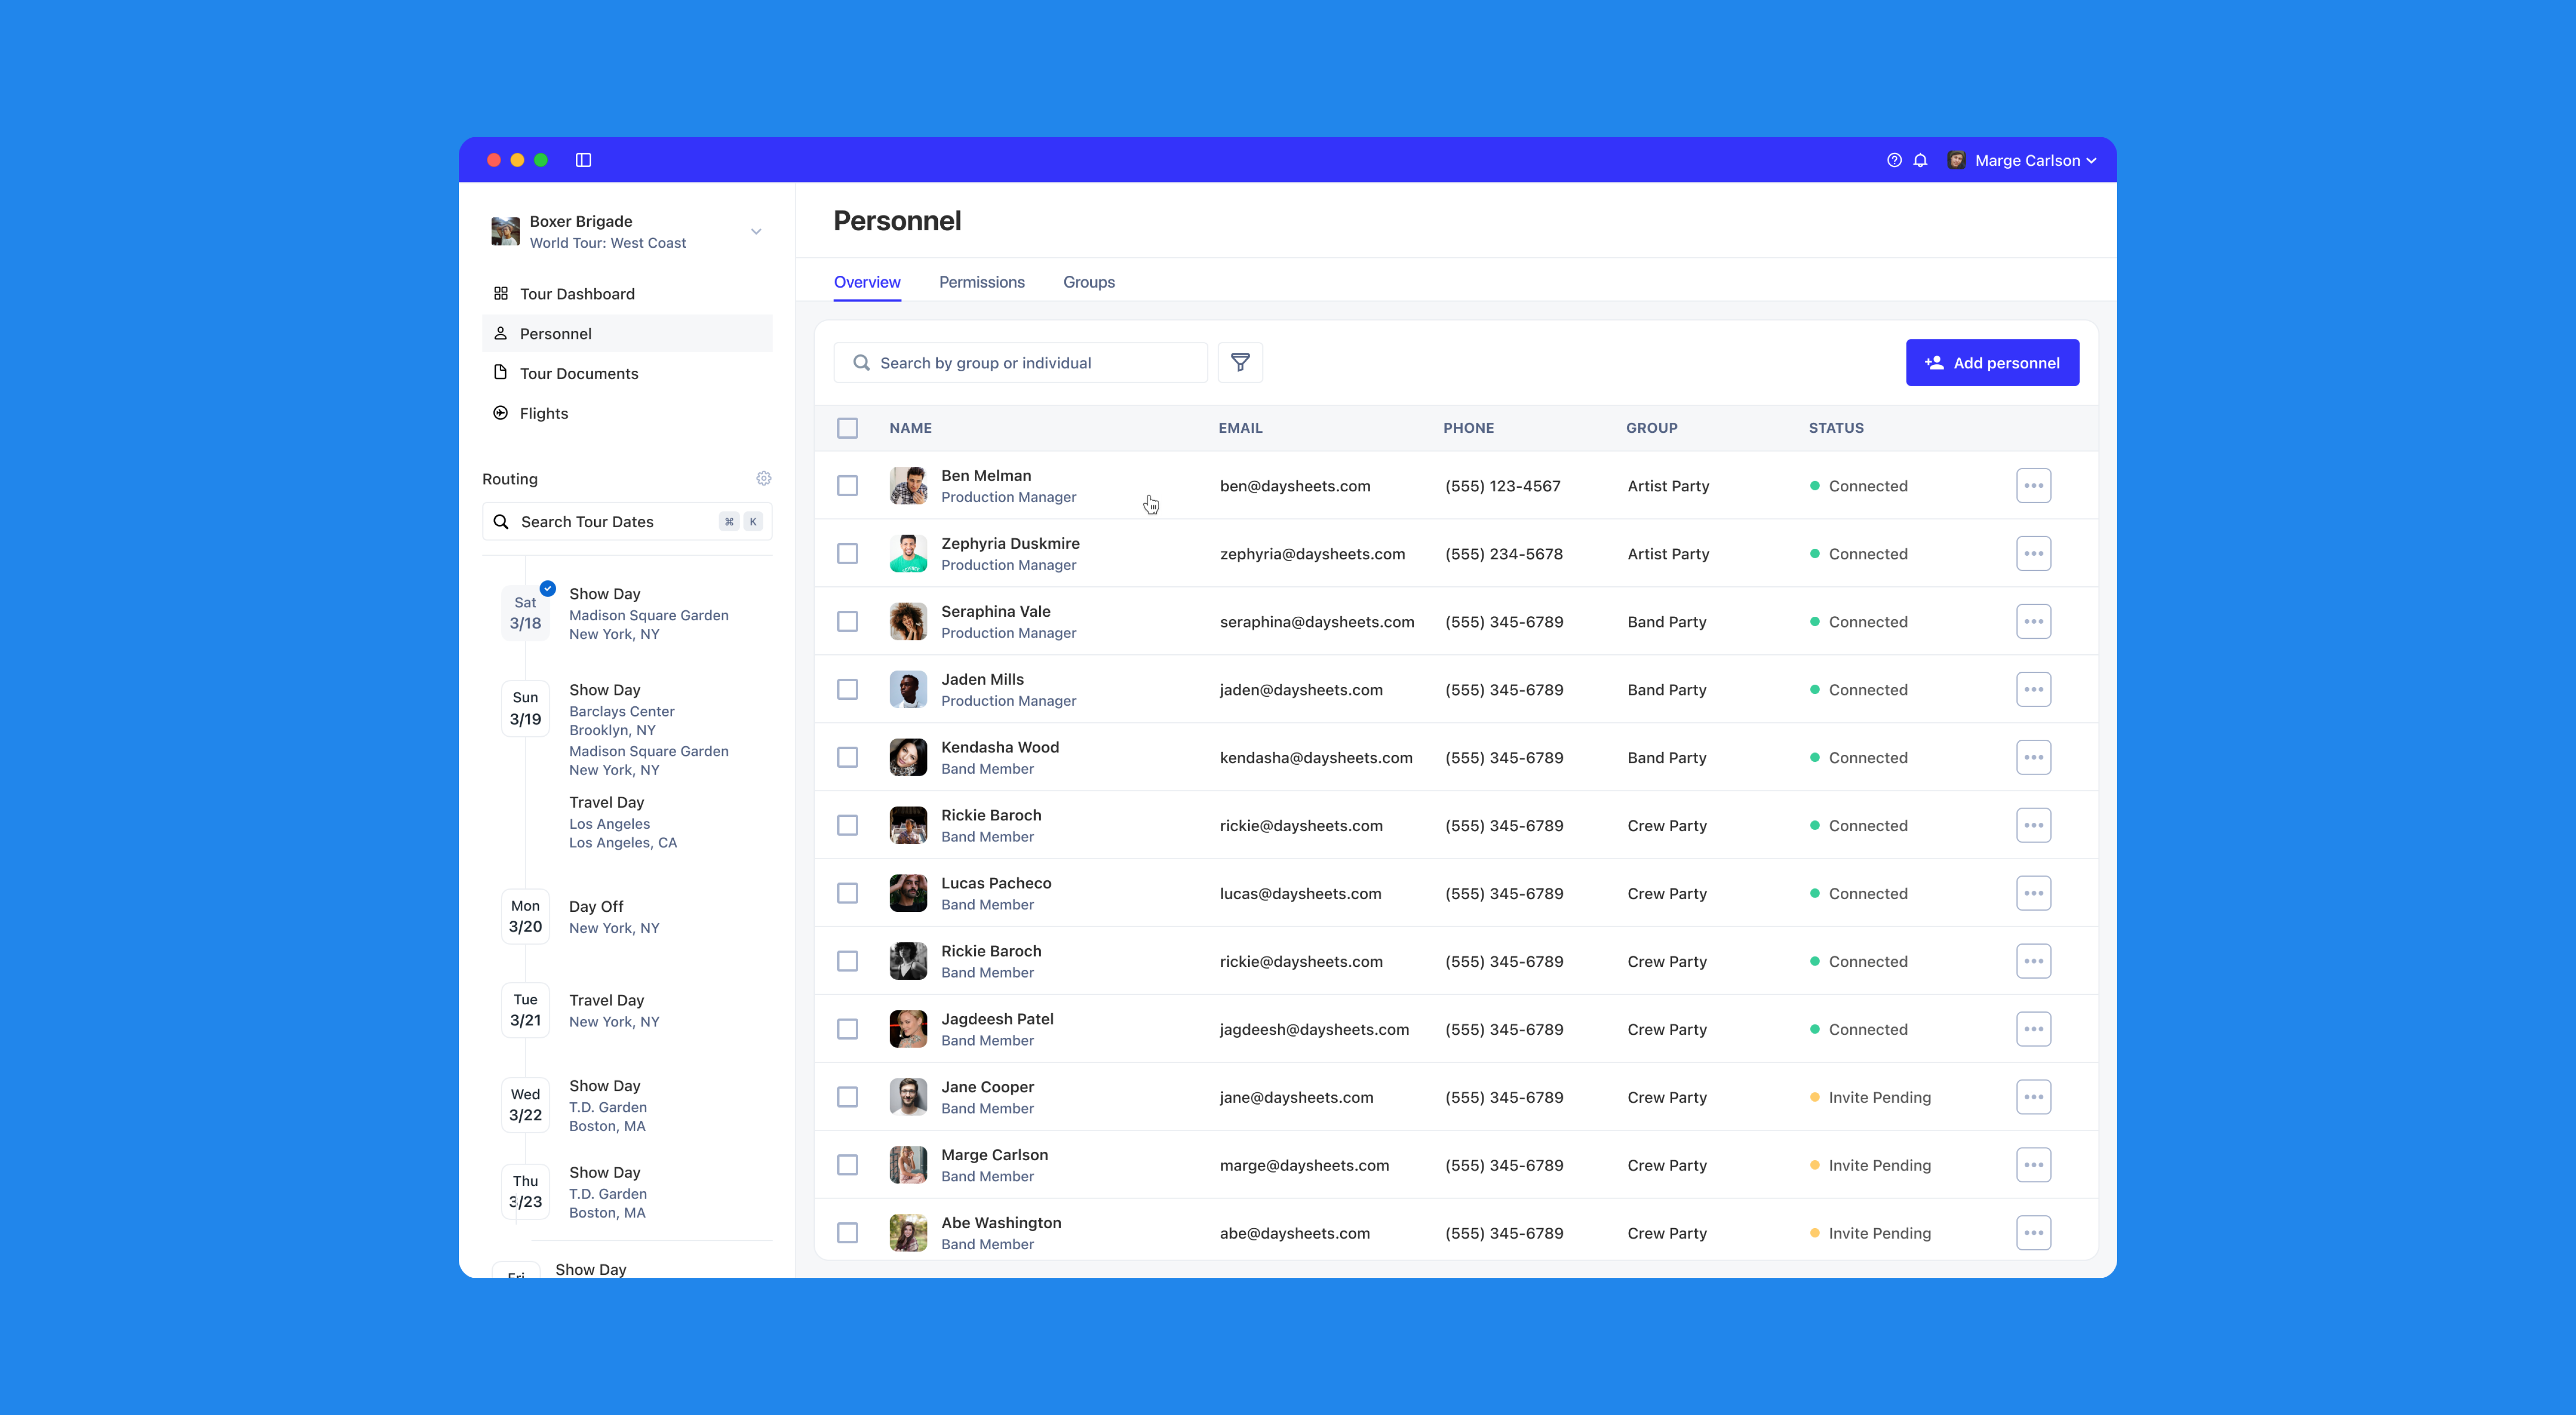 Marge Carlson
Boxer Brigade
World Tour: West Coast
Tour Dashboard
Personnel
Tour Documents
Flights
Routing
Search Tour Dates ⌘ K
Sat
3/18
Show Day
Madison Square Garden
New York, NY
Sun
3/19
Show Day
Barclays Center
Brooklyn, NY
Madison Square Garden
New York, NY
Travel Day
Los Angeles
Los Angeles, CA
Mon
3/20
Day Off
New York, NY
Tue
3/21
Travel Day
New York, NY
Wed
3/22
Show Day
T.D. Garden
Boston, MA
Thu
3/23
Show Day
T.D. Garden
Boston, MA
Fri
Show Day
Personnel
Overview Permissions Groups
Search by group or individual
Add personnel
NAME EMAIL PHONE GROUP STATUS
Ben Melman
Production Manager
ben@daysheets.com (555) 123-4567 Artist Party Connected
Zephyria Duskmire
Production Manager
zephyria@daysheets.com (555) 234-5678 Artist Party Connected
Seraphina Vale
Production Manager
seraphina@daysheets.com (555) 345-6789 Band Party Connected
Jaden Mills
Production Manager
jaden@daysheets.com (555) 345-6789 Band Party Connected
Kendasha Wood
Band Member
kendasha@daysheets.com (555) 345-6789 Band Party Connected
Rickie Baroch
Band Member
rickie@daysheets.com (555) 345-6789 Crew Party Connected
Lucas Pacheco
Band Member
lucas@daysheets.com (555) 345-6789 Crew Party Connected
Rickie Baroch
Band Member
rickie@daysheets.com (555) 345-6789 Crew Party Connected
Jagdeesh Patel
Band Member
jagdeesh@daysheets.com (555) 345-6789 Crew Party Connected
Jane Cooper
Band Member
jane@daysheets.com (555) 345-6789 Crew Party Invite Pending
Marge Carlson
Band Member
marge@daysheets.com (555) 345-6789 Crew Party Invite Pending
Abe Washington
Band Member
abe@daysheets.com (555) 345-6789 Crew Party Invite Pending